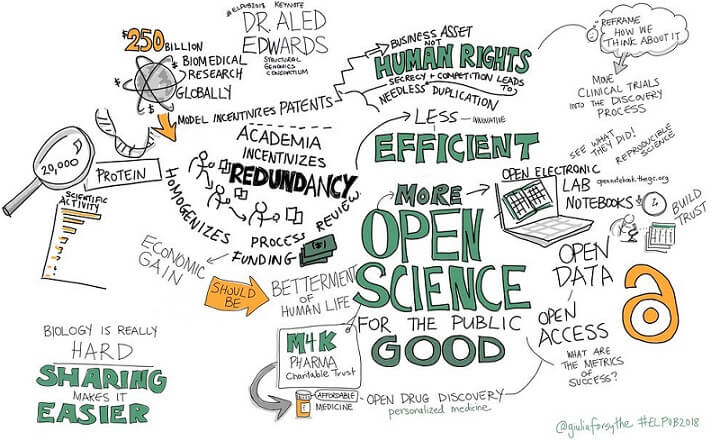 #ELPUB2018 KEYNOTE
DR. ALED
EDWARDS
STRUCTURAL
GENOMICS
CONSORTIUM
$250 BILLION
BIOMEDICAL
RESEARCH
GLOBALLY
MODEL INCENTIVIZES PATENTS
BUSINESS ASSET
NOT
HUMAN RIGHTS
SECRECY + COMPETITION LEADS
TO
NEEDLESS DUPLICATION
REFRAME
HOW WE
THINK ABOUT IT
MOVE
CLINICAL TRIALS
INTO THE DISCOVERY
PROCESS
20,000
PROTEIN
SCIENTIFIC
ACTIVITY
ACADEMIA
INCENTIVIZES
REDUNDANCY
HOMOGENIZES
PROCESS
REVIEW
FUNDING
($)
LESS — INNOVATIVE
EFFICIENT
SEE WHAT
THEY DID!
REPRODUCIBLE
SCIENCE
OPEN ELECTRONIC
LAB
NOTEBOOKS
opennotebook.thesgc.org
BUILD
TRUST
ECONOMIC
GAIN
SHOULD
BE
BETTERMENT
OF
HUMAN LIFE
MORE
OPEN
SCIENCE
FOR THE PUBLIC
GOOD
OPEN
DATA
OPEN
ACCESS
WHAT ARE
THE METRICS
OF
SUCCESS?
M4K
PHARMA
Charitable Trust
AFFORDABLE
MEDICINE
OPEN DRUG DISCOVERY
personalized medicine
BIOLOGY IS REALLY
HARD
SHARING
MAKES IT
EASIER
@giuliaforsythe #ELPUB2018